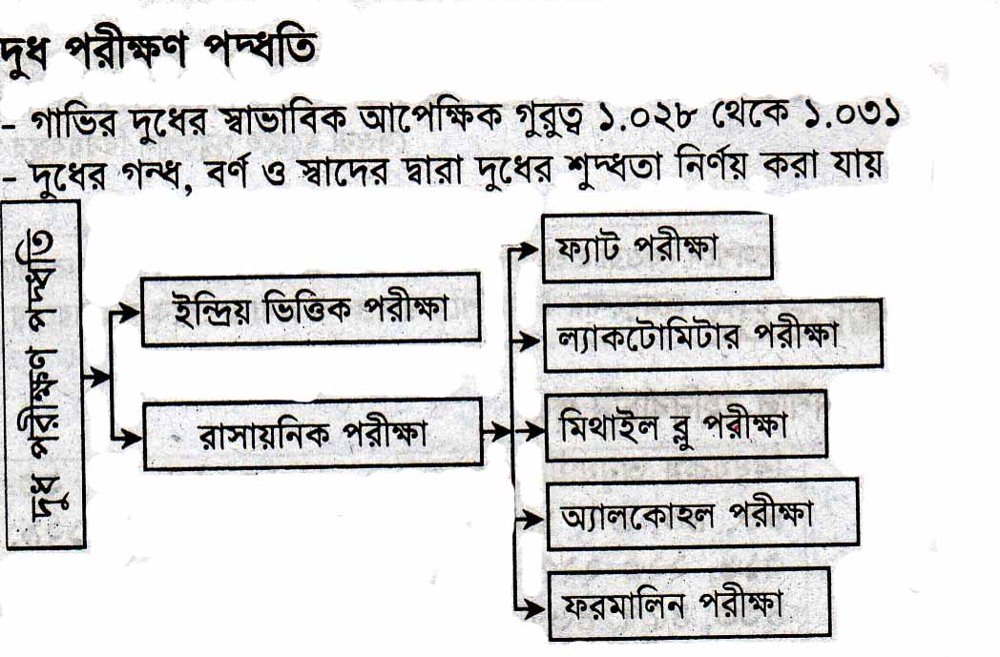 দুধ পরীক্ষণ পদ্ধতি
- গাভির দুধের স্বাভাবিক আপেক্ষিক গুরুত্ব ১.০২৮ থেকে ১.০৩১
- দুধের গন্ধ, বর্ণ ও স্বাদের দ্বারা দুধের শুদ্ধতা নির্ণয় করা যায়
দুধ পরীক্ষণ পদ্ধতি
ইন্দ্রিয় ভিত্তিক পরীক্ষা
রাসায়নিক পরীক্ষা
ফ্যাট পরীক্ষা
ল্যাকটোমিটার পরীক্ষা
মিথাইল ব্লু পরীক্ষা
অ্যালকোহল পরীক্ষা
ফরমালিন পরীক্ষা